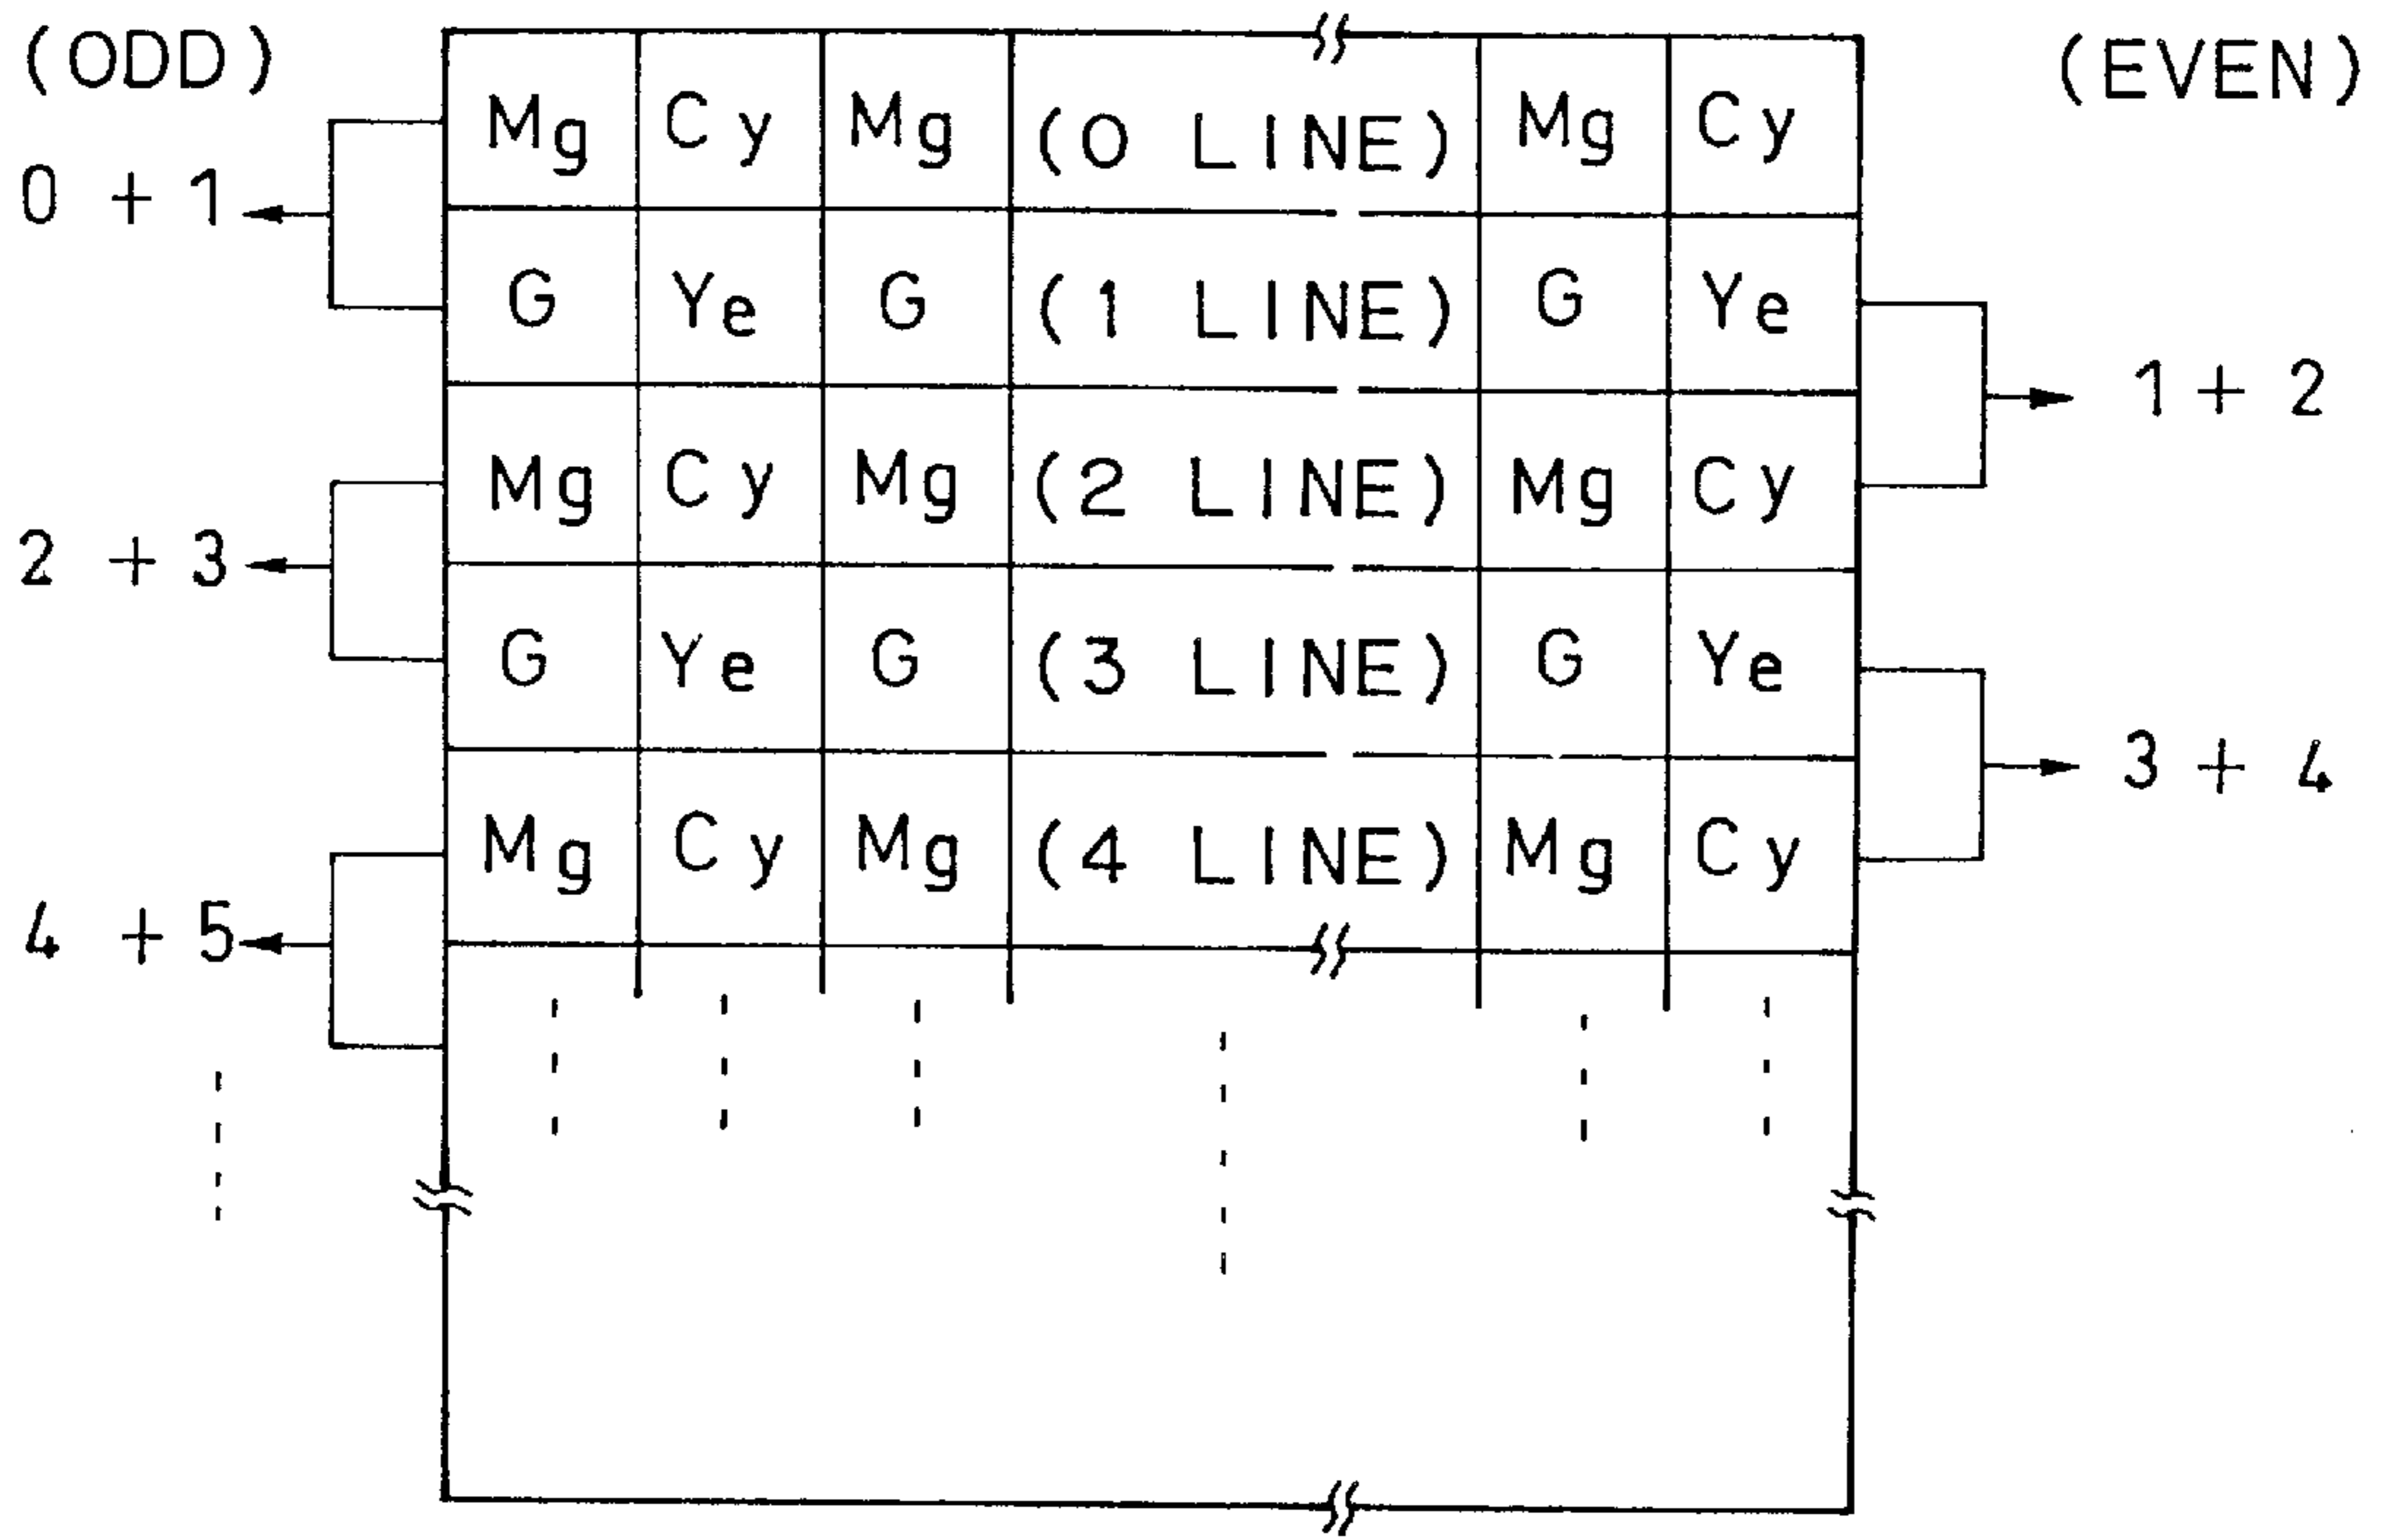 (ODD) (EVEN)
Mg Cy Mg (0 LINE) Mg Cy
0 + 1
G Ye G (1 LINE) G Ye
1 + 2
Mg Cy Mg (2 LINE) Mg Cy
2 + 3
G Ye G (3 LINE) G Ye
3 + 4
Mg Cy Mg (4 LINE) Mg Cy
4 + 5